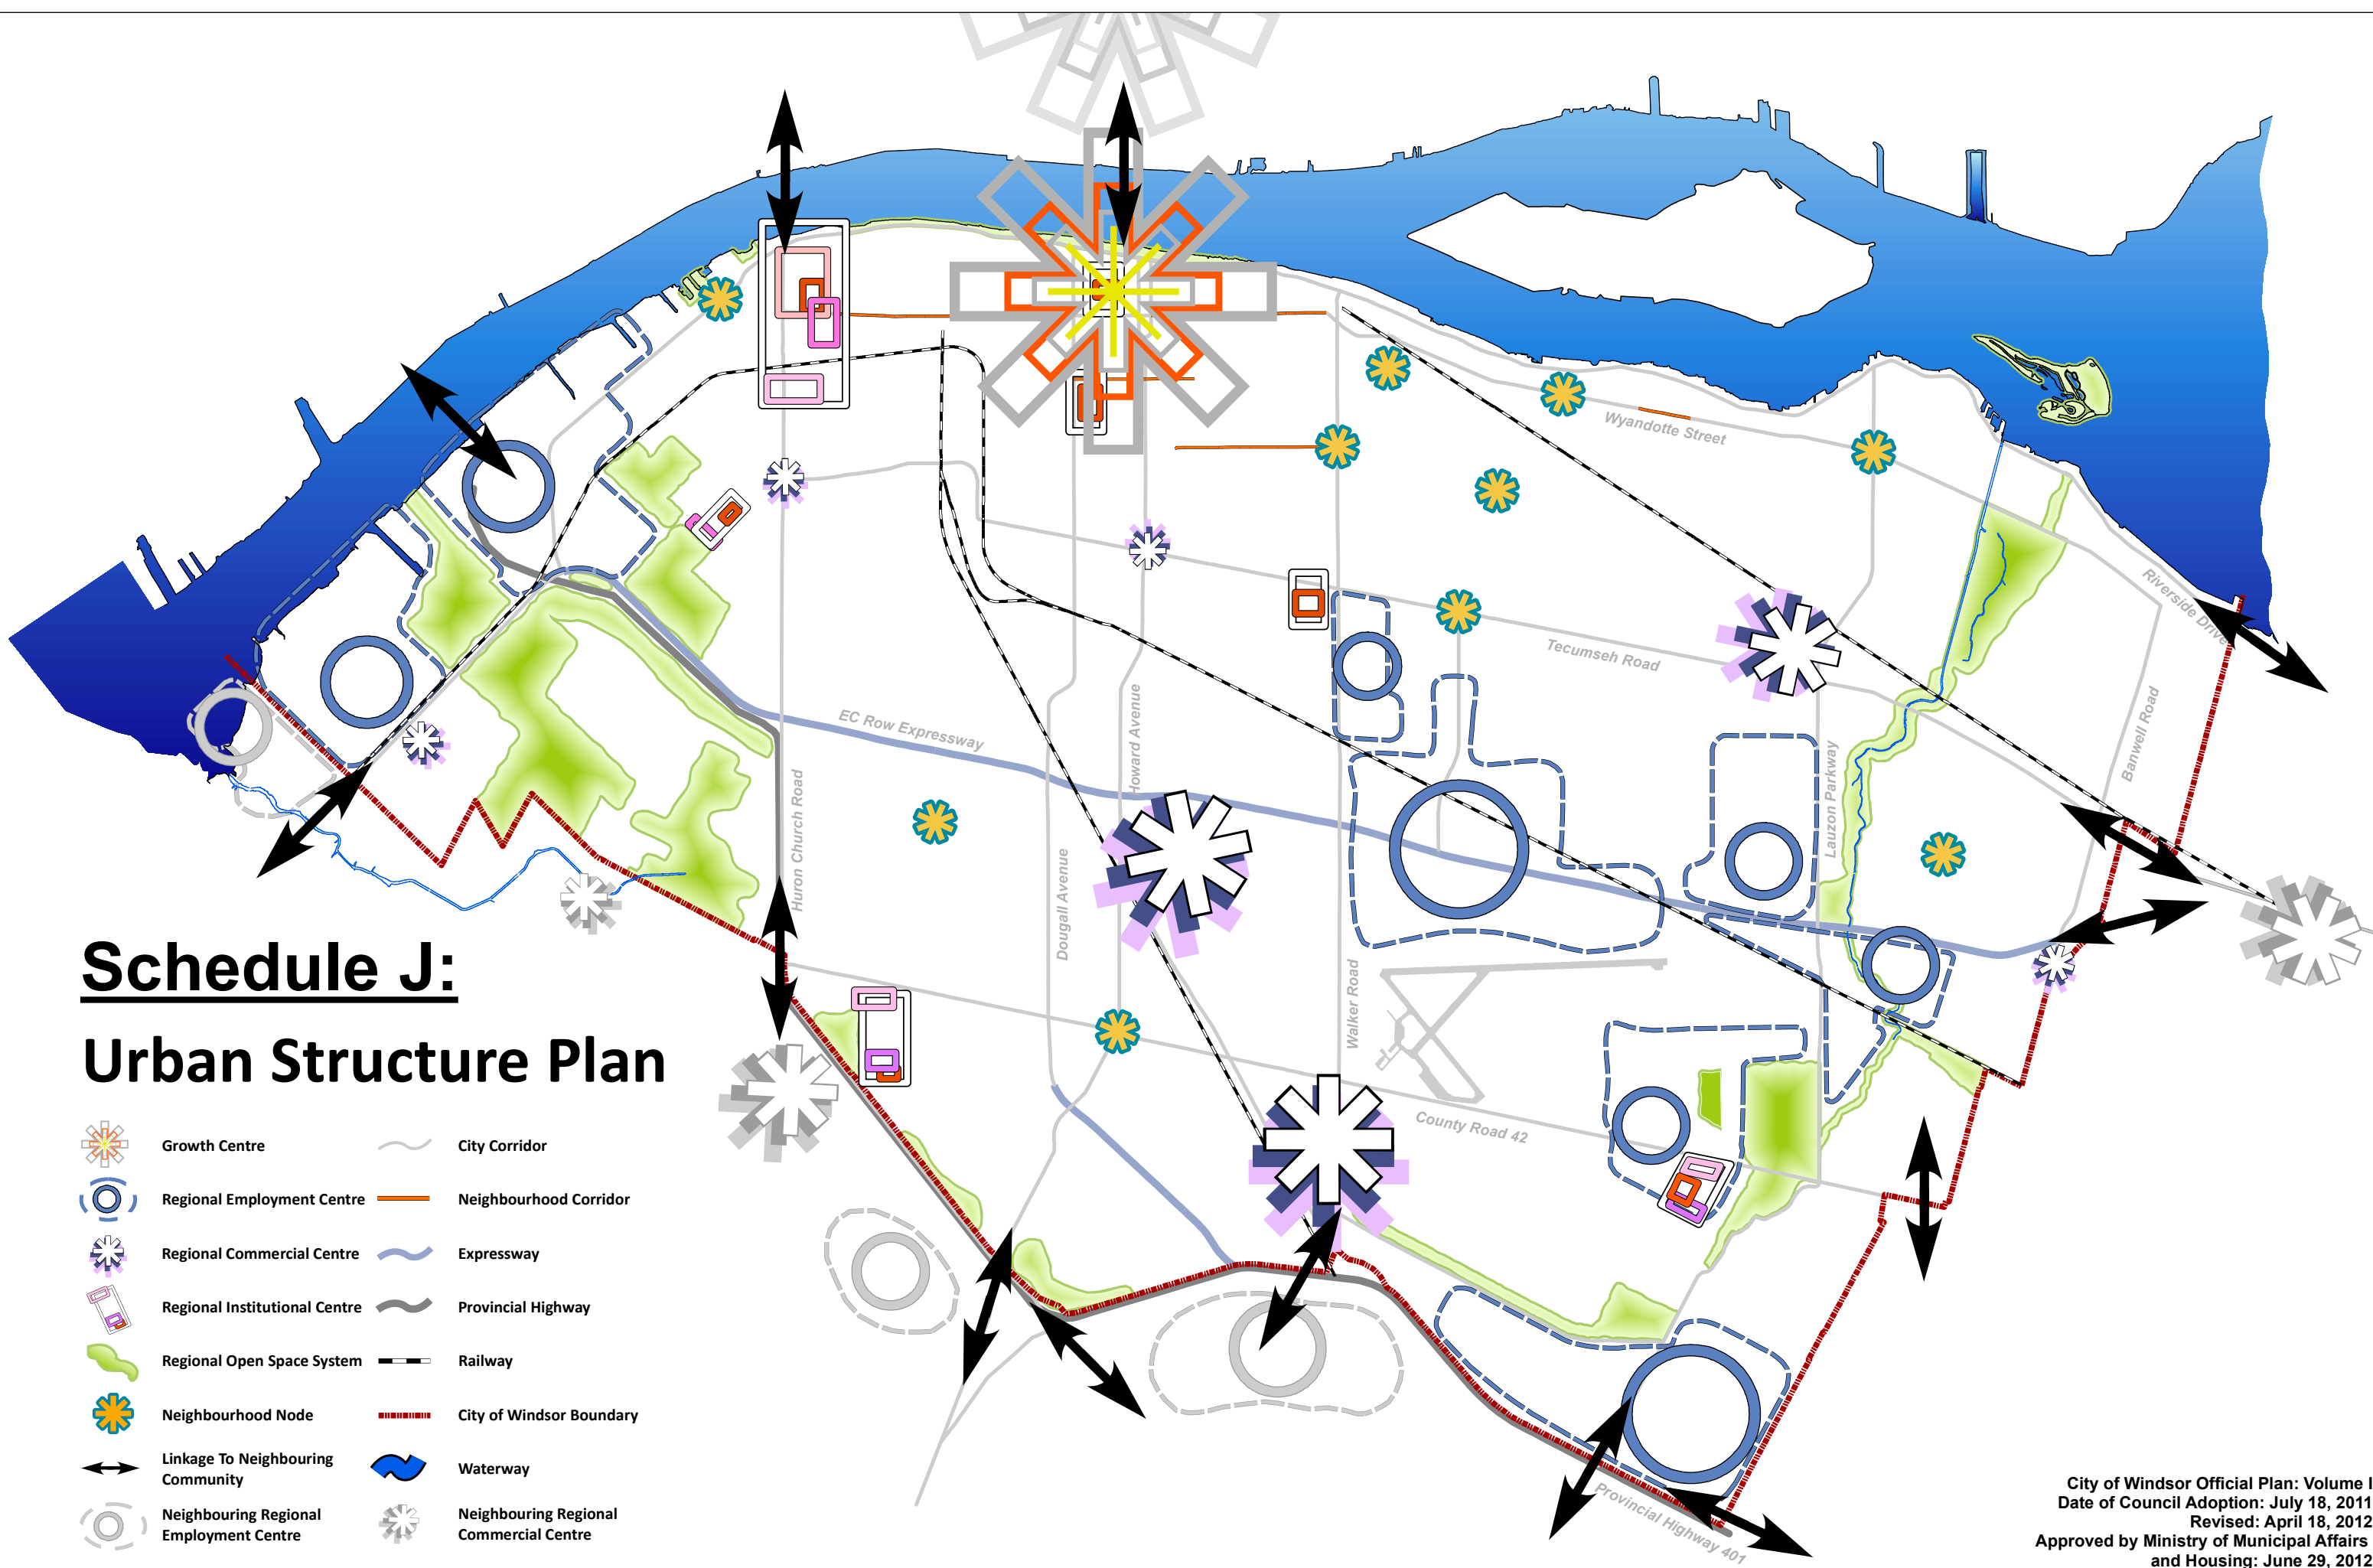 Wyandotte Street
Riverside Drive
Tecumseh Road
EC Row Expressway
Howard Avenue
Banwell Road
Lauzon Parkway
Huron Church Road
Dougall Avenue
Walker Road
County Road 42
Provincial Highway 401
Schedule J:
Urban Structure Plan
Growth Centre
City Corridor
Regional Employment Centre
Neighbourhood Corridor
Regional Commercial Centre
Expressway
Regional Institutional Centre
Provincial Highway
Regional Open Space System
Railway
Neighbourhood Node
City of Windsor Boundary
Linkage To Neighbouring
Community
Waterway
Neighbouring Regional
Employment Centre
Neighbouring Regional
Commercial Centre
City of Windsor Official Plan: Volume I
Date of Council Adoption: July 18, 2011
Revised: April 18, 2012
Approved by Ministry of Municipal Affairs
and Housing: June 29, 2012